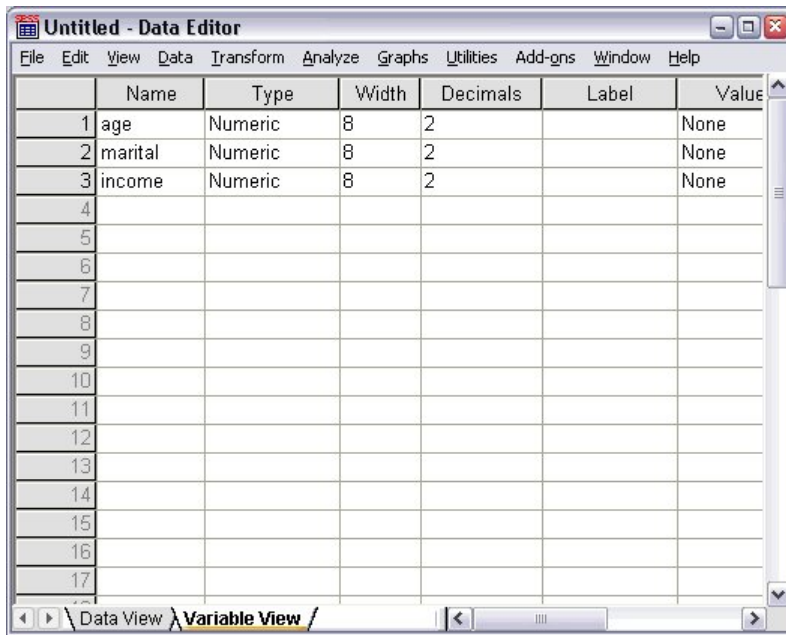 Untitled - Data Editor
File Edit View Data Transform Analyze Graphs Utilities Add-ons Window Help
Name Type Width Decimals Label Value
1 age Numeric 8 2 None
2 marital Numeric 8 2 None
3 income Numeric 8 2 None
4
5
6
7
8
9
10
11
12
13
14
15
16
17
Data View Variable View